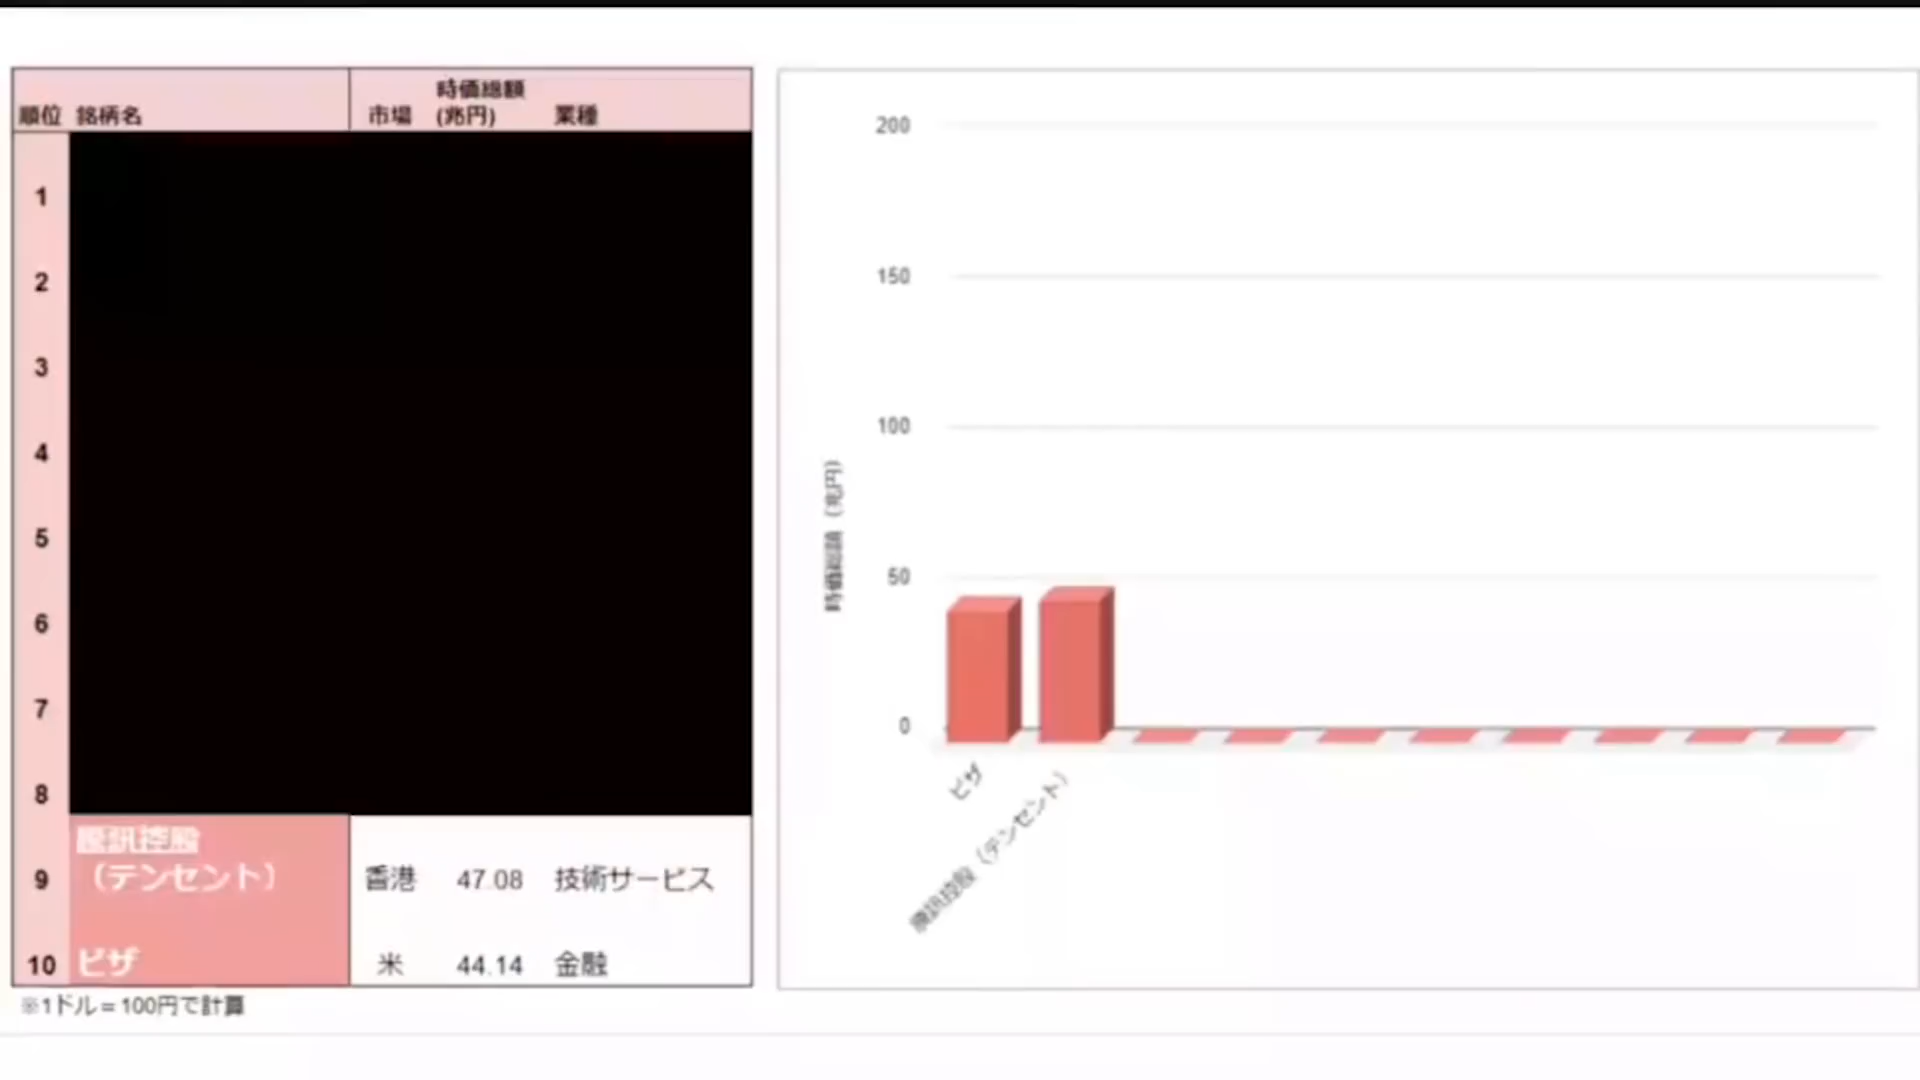 時価総額
順位 銘柄名 市場 (兆円) 業種
1
2
3
4
5
6
7
8
騰訊控股
9 （テンセント） 香港 47.08 技術サービス
10 ビザ 米 44.14 金融
※1ドル＝100円で計算
200
150
100
50
0
時価総額（兆円）
ビザ
騰訊控股（テンセント）